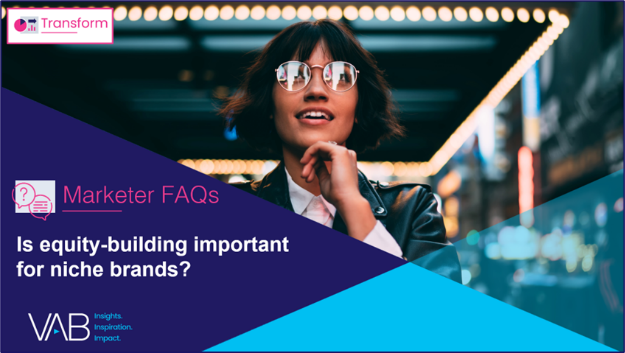 Transform
Marketer FAQs
Is equity-building important
for niche brands?
VAB
Insights.
Inspiration.
Impact.